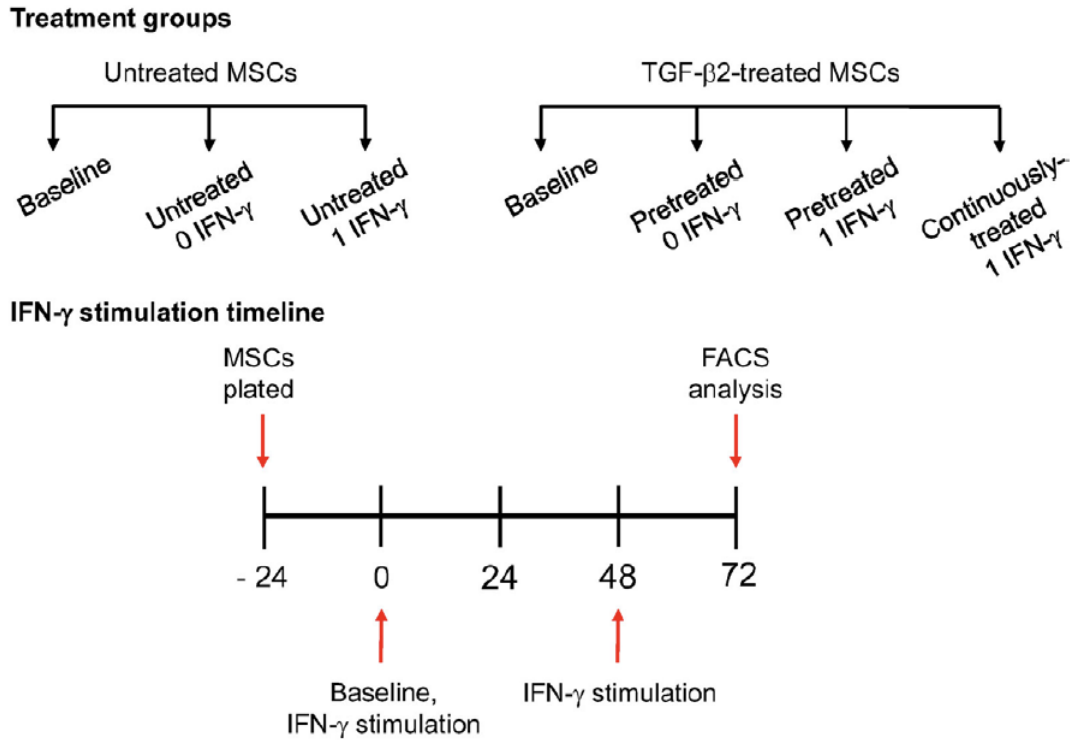 Treatment groups
Untreated MSCs
TGF-β2-treated MSCs
Baseline
Untreated
0 IFN-γ
Untreated
1 IFN-γ
Baseline
Pretreated
0 IFN-γ
Pretreated
1 IFN-γ
Continuously-
treated
1 IFN-γ
IFN-γ stimulation timeline
MSCs
plated
FACS
analysis
- 24 0 24 48 72
Baseline,
IFN-γ stimulation
IFN-γ stimulation